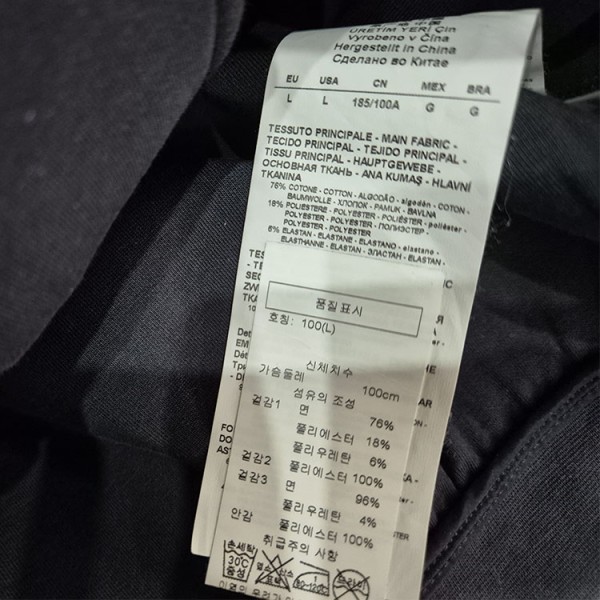 ÜRETİM YERİ Çin
Vyrobeno v Čína
Hergestellt in China
Сделано во Китае
EU USA CN MEX BRA
L L 185/100A G G
TESSUTO PRINCIPALE - MAIN FABRIC -
TECIDO PRINCIPAL - TEJIDO PRINCIPAL -
TISSU PRINCIPAL - HAUPTGEWEBE -
ОСНОВНАЯ ТКАНЬ - ANA KUMAŞ - HLAVNÍ
TKANINA
76% COTONE - COTTON - ALGODÃO - algodón - COTON -
BAUMWOLLE - ХЛОПОК - PAMUK - BAVLNA
18% POLIESTERE - POLYESTER - POLIÉSTER - poliéster -
POLYESTER - POLYESTER - ПОЛИЭСТЕР -
POLYESTER - POLYESTER
6% ELASTAN - ELASTANE - ELASTANO - elastano -
ELASTHANNE - ELASTAN - ЭЛАСТАН - ELASTAN -
품질표시
호칭: 100(L)
신체치수
가슴둘레 100cm
섬유의 조성
겉감1 면 76%
폴리에스터 18%
폴리우레탄 6%
겉감2 폴리에스터 100%
겉감3 면 96%
폴리우레탄 4%
안감 폴리에스터 100%
취급주의 사항
손세탁
30℃
중성